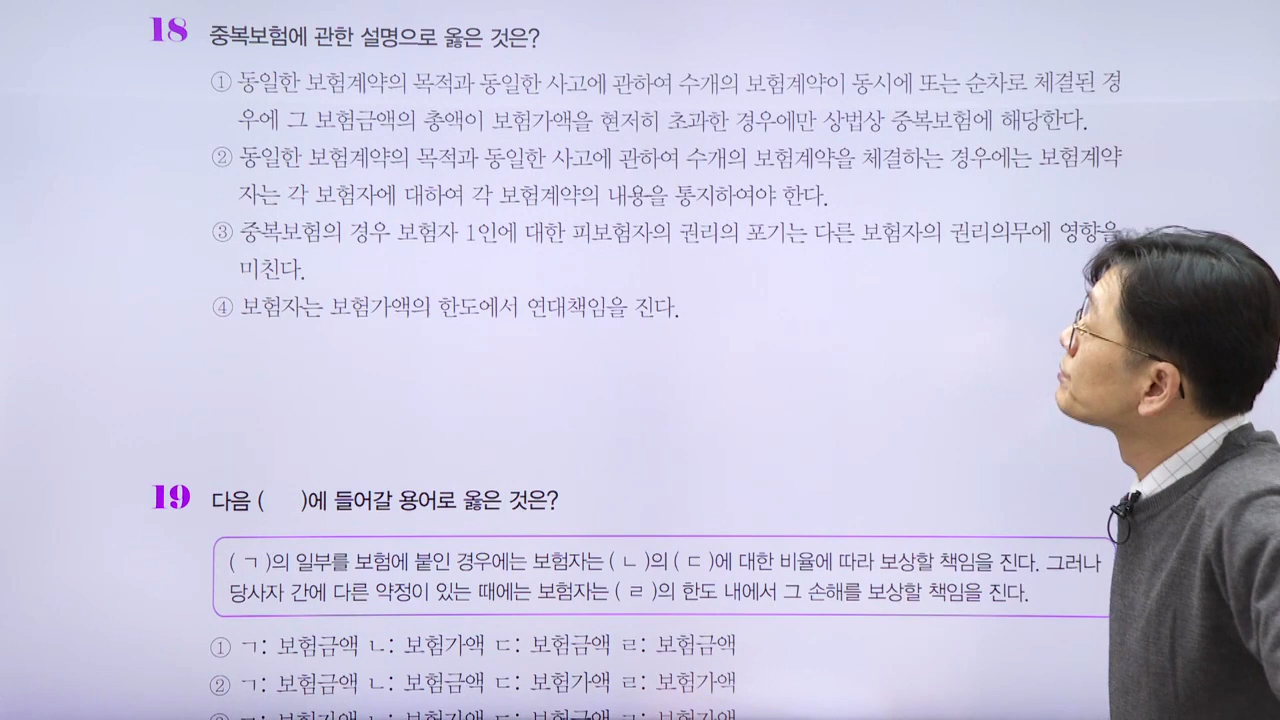 18 중복보험에 관한 설명으로 옳은 것은?
① 동일한 보험계약의 목적과 동일한 사고에 관하여 수개의 보험계약이 동시에 또는 순차로 체결된 경
우에 그 보험금액의 총액이 보험가액을 현저히 초과한 경우에만 상법상 중복보험에 해당한다.
② 동일한 보험계약의 목적과 동일한 사고에 관하여 수개의 보험계약을 체결하는 경우에는 보험계약
자는 각 보험자에 대하여 각 보험계약의 내용을 통지하여야 한다.
③ 중복보험의 경우 보험자 1인에 대한 피보험자의 권리의 포기는 다른 보험자의 권리의무에 영향을
미친다.
④ 보험자는 보험가액의 한도에서 연대책임을 진다.
19 다음 ( )에 들어갈 용어로 옳은 것은?
( ㄱ )의 일부를 보험에 붙인 경우에는 보험자는 ( ㄴ )의 ( ㄷ )에 대한 비율에 따라 보상할 책임을 진다. 그러나
당사자 간에 다른 약정이 있는 때에는 보험자는 ( ㄹ )의 한도 내에서 그 손해를 보상할 책임을 진다.
① ㄱ: 보험금액 ㄴ: 보험가액 ㄷ: 보험금액 ㄹ: 보험금액
② ㄱ: 보험금액 ㄴ: 보험금액 ㄷ: 보험가액 ㄹ: 보험가액